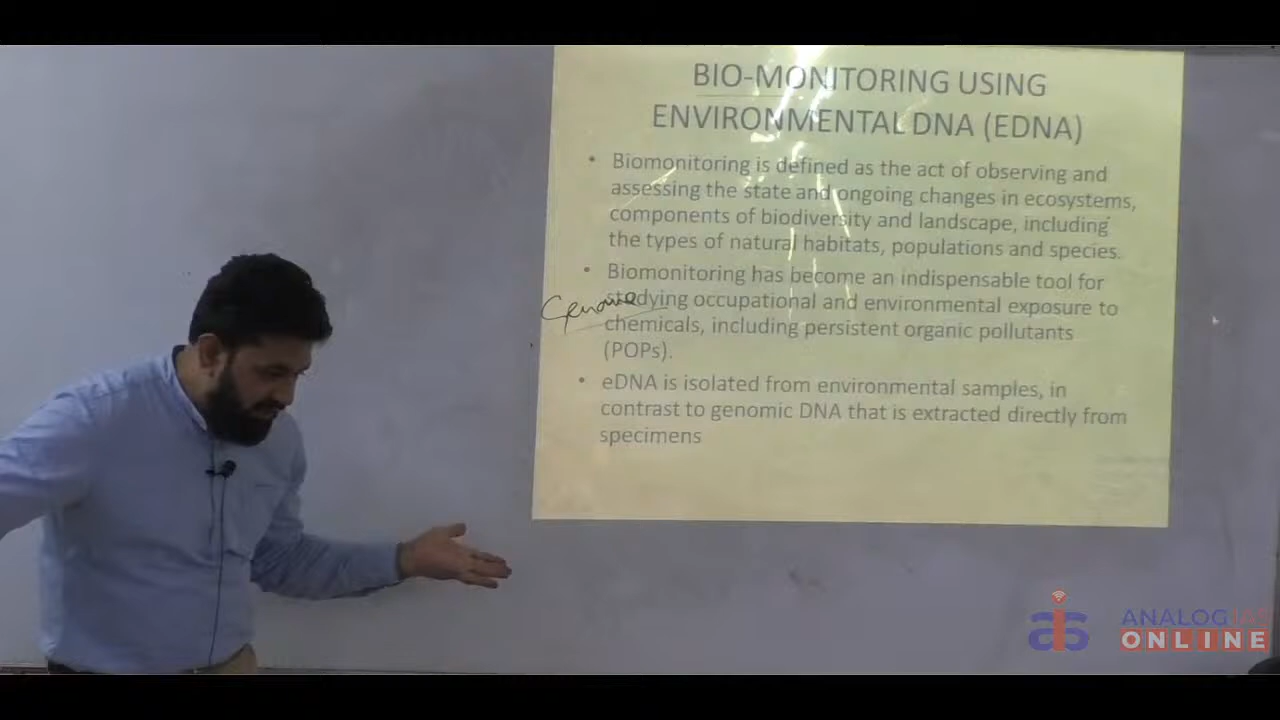 BIO-MONITORING USING
ENVIRONMENTAL DNA (EDNA)
• Biomonitoring is defined as the act of observing and
assessing the state and ongoing changes in ecosystems,
components of biodiversity and landscape, including
the types of natural habitats, populations and species.
• Biomonitoring has become an indispensable tool for
studying occupational and environmental exposure to
Genome
chemicals, including persistent organic pollutants
(POPs).
• eDNA is isolated from environmental samples, in
contrast to genomic DNA that is extracted directly from
specimens
ANALOG IAS
ONLINE